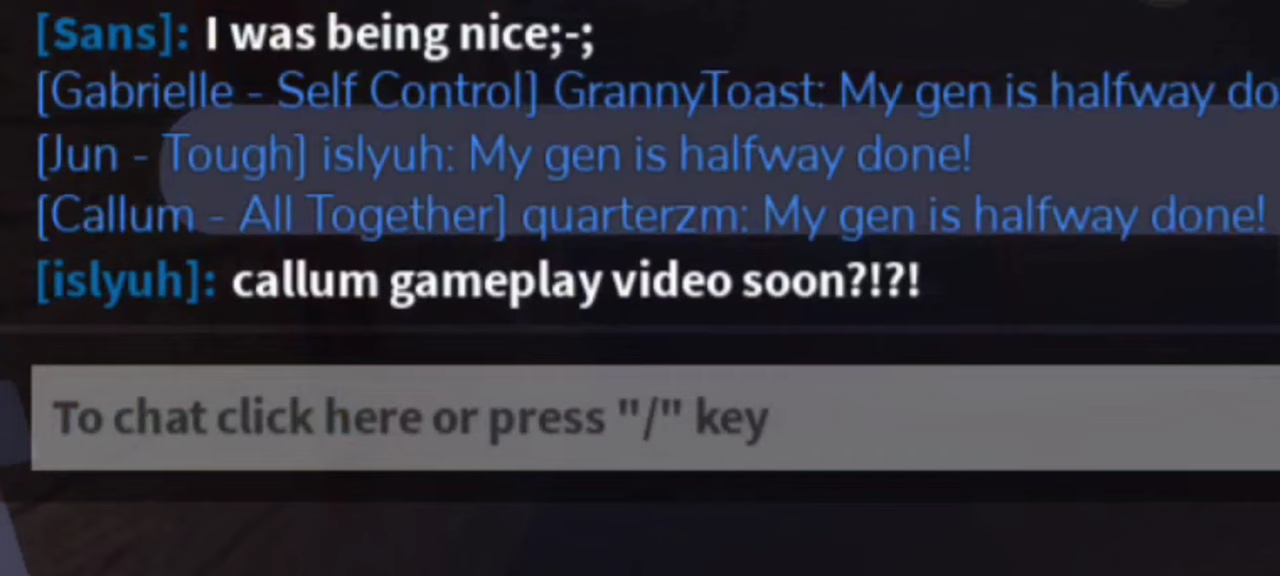 [Sans]: I was being nice;-;
[Gabrielle - Self Control] GrannyToast: My gen is halfway do
[Jun - Tough] islyuh: My gen is halfway done!
[Callum - All Together] quarterzm: My gen is halfway done!
[islyuh]: callum gameplay video soon?!?!
To chat click here or press "/" key